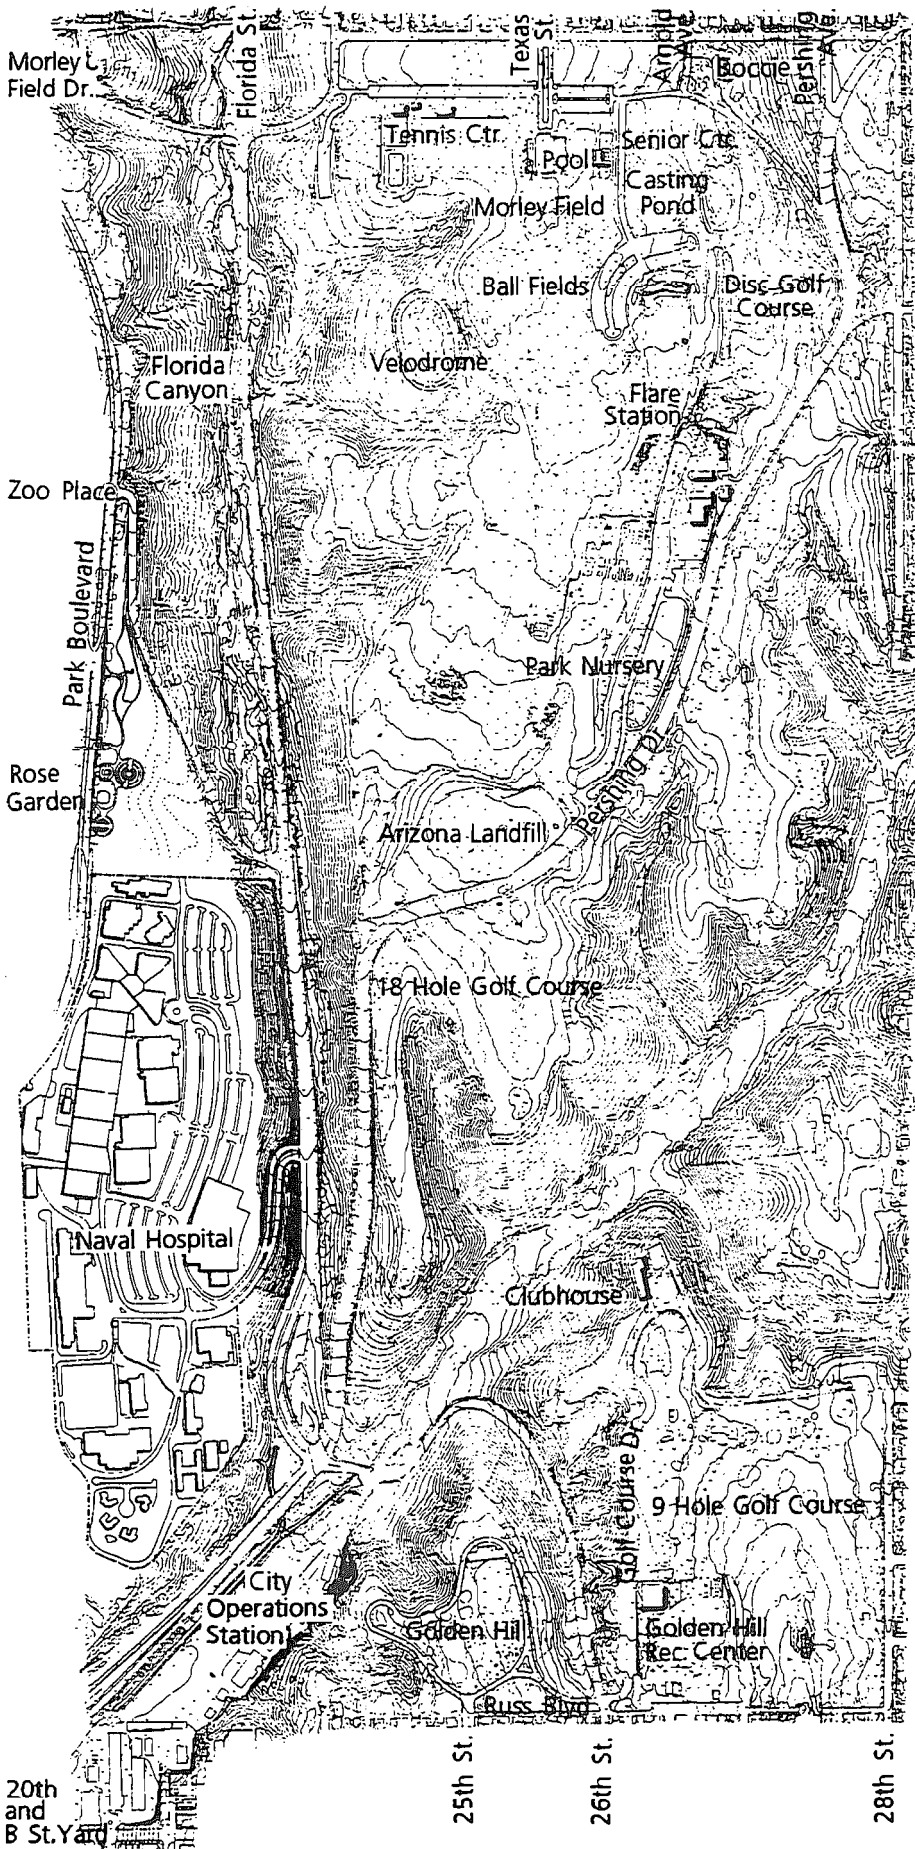 Florida St.
Texas
St.
Arnold
Ave.
Pershing
Ave.
Morley
Field Dr.
Boccie
Tennis Ctr.
Pool
Senior Ctr.
Casting
Pond
Morley Field
Ball Fields
Disc Golf
Course
Florida
Canyon
Velodrome
Flare
Station
Zoo Place
Park Boulevard
Park Nursery
Rose
Garden
Pershing Dr.
Arizona Landfill
18 Hole Golf Course
Naval Hospital
Clubhouse
Golf Course Dr.
9 Hole Golf Course
City
Operations
Station
Golden Hill
Golden Hill
Rec. Center
Russ Blvd
25th St.
26th St.
28th St.
20th
and
B St.Yard